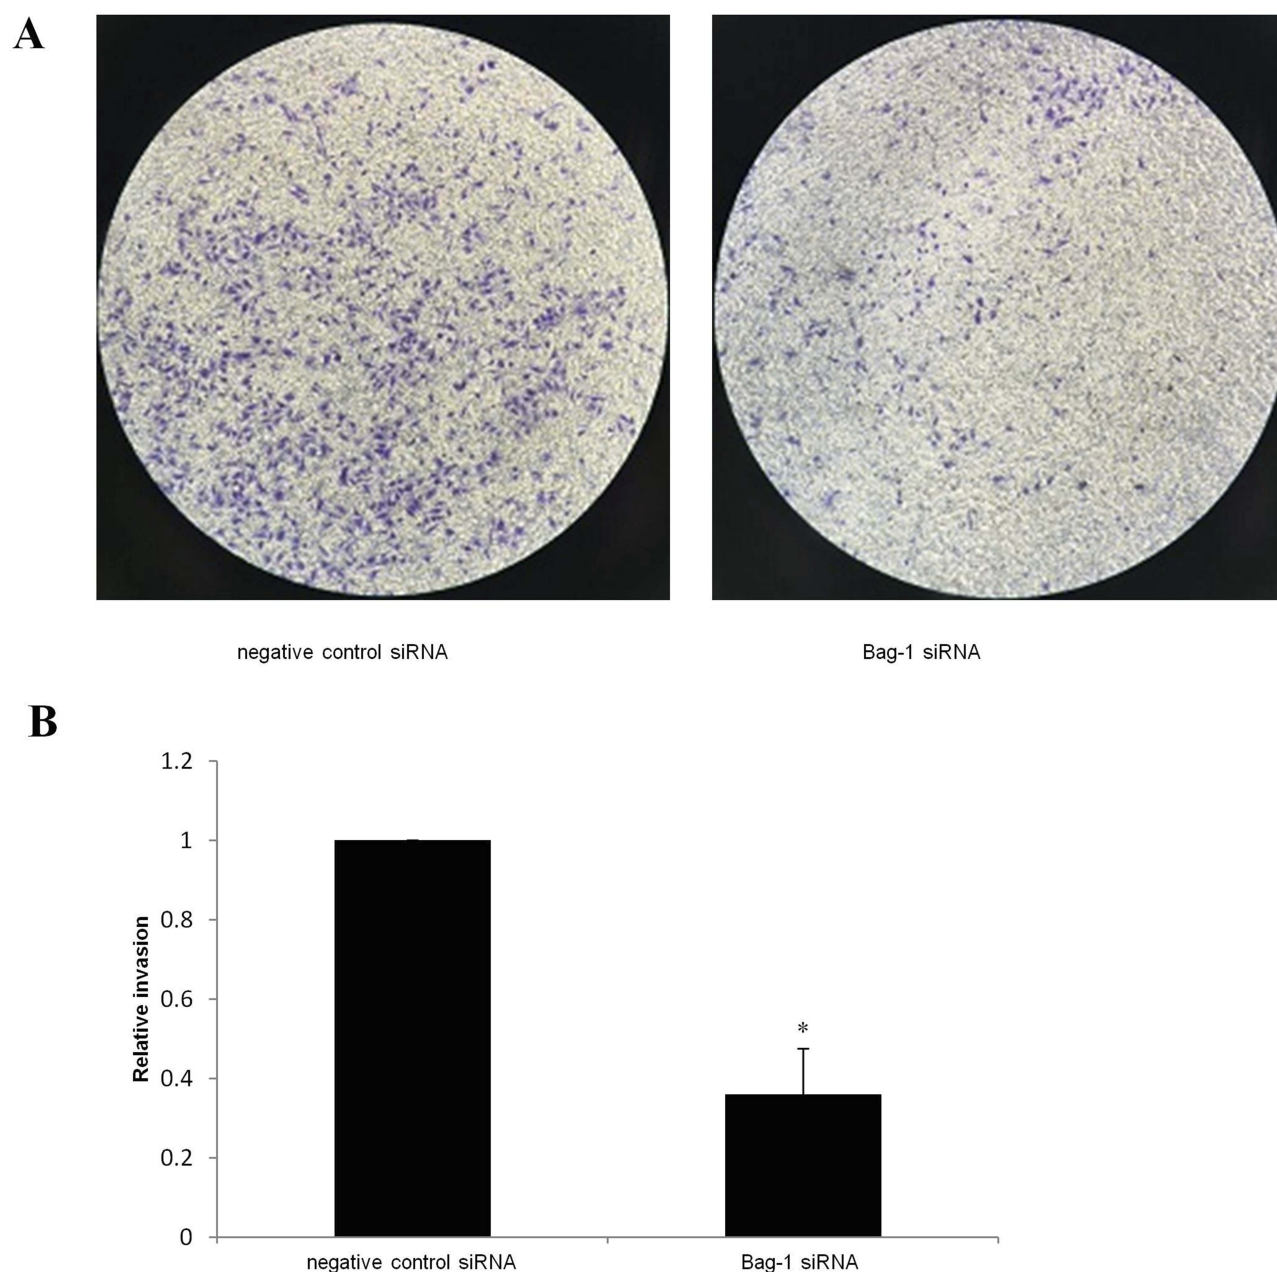 A
negative control siRNA
Bag-1 siRNA
B
1.2
1
0.8
0.6
0.4
0.2
0
Relative invasion
*
negative control siRNA
Bag-1 siRNA